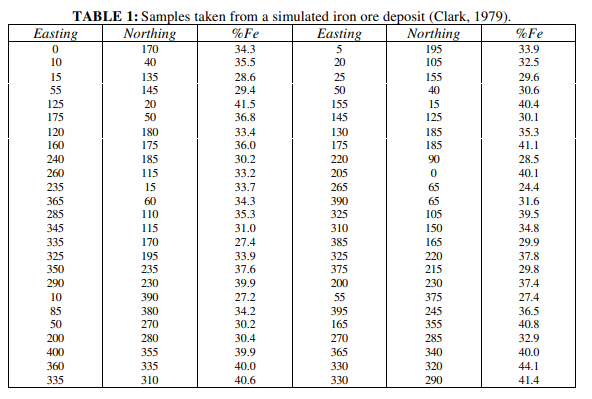 TABLE 1: Samples taken from a simulated iron ore deposit (Clark, 1979).
Easting Northing %Fe Easting Northing %Fe
0 170 34.3 5 195 33.9
10 40 35.5 20 105 32.5
15 135 28.6 25 155 29.6
55 145 29.4 50 40 30.6
125 20 41.5 155 15 40.4
175 50 36.8 145 125 30.1
120 180 33.4 130 185 35.3
160 175 36.0 175 185 41.1
240 185 30.2 220 90 28.5
260 115 33.2 205 0 40.1
235 15 33.7 265 65 24.4
365 60 34.3 390 65 31.6
285 110 35.3 325 105 39.5
345 115 31.0 310 150 34.8
335 170 27.4 385 165 29.9
325 195 33.9 325 220 37.8
350 235 37.6 375 215 29.8
290 230 39.9 200 230 37.4
10 390 27.2 55 375 27.4
85 380 34.2 395 245 36.5
50 270 30.2 165 355 40.8
200 280 30.4 270 285 32.9
400 355 39.9 365 340 40.0
360 335 40.0 330 320 44.1
335 310 40.6 330 290 41.4